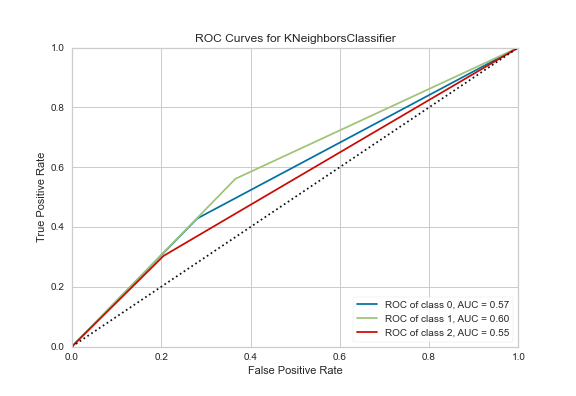 ROC Curves for KNeighborsClassifier
True Positive Rate
1.0
0.8
0.6
0.4
0.2
0.0
0.0 0.2 0.4 0.6 0.8 1.0
False Positive Rate
ROC of class 0, AUC = 0.57
ROC of class 1, AUC = 0.60
ROC of class 2, AUC = 0.55